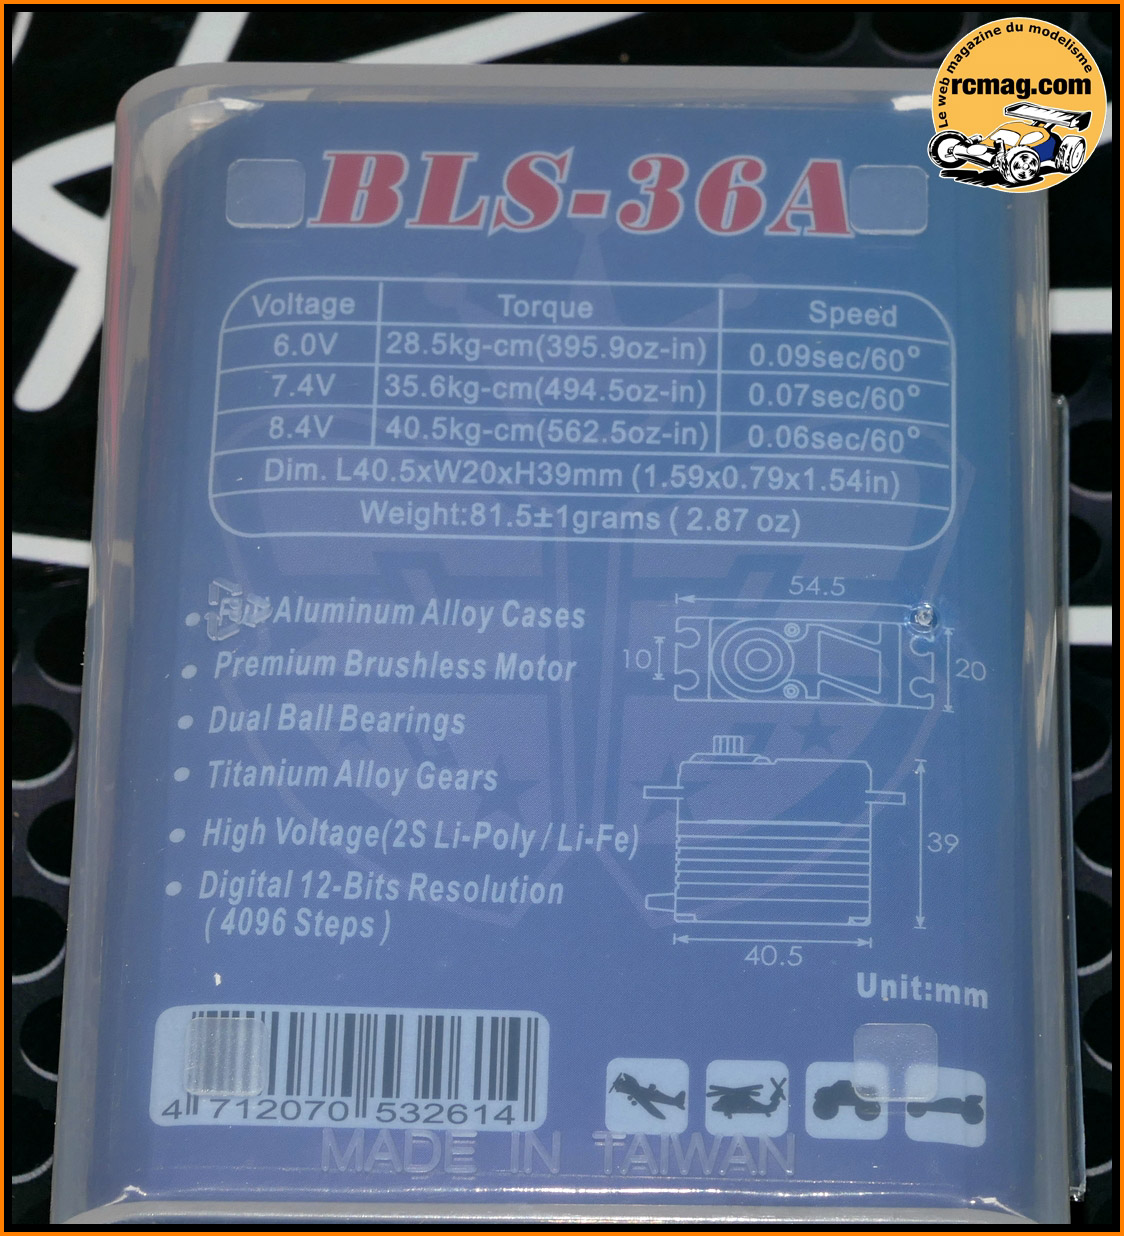 Le web magazine du modelisme
rcmag.com
BLS-36A
Voltage Torque Speed
6.0V 28.5kg-cm(395.9oz-in) 0.09sec/60°
7.4V 35.6kg-cm(494.5oz-in) 0.07sec/60°
8.4V 40.5kg-cm(562.5oz-in) 0.06sec/60°
Dim. L40.5xW20xH39mm (1.59x0.79x1.54in)
Weight:81.5±1grams ( 2.87 oz)
Aluminum Alloy Cases
Premium Brushless Motor
Dual Ball Bearings
Titanium Alloy Gears
High Voltage(2S Li-Poly / Li-Fe)
Digital 12-Bits Resolution
( 4096 Steps )
54.5
10
20
39
40.5
Unit:mm
4 712070 532614
MADE IN TAIWAN